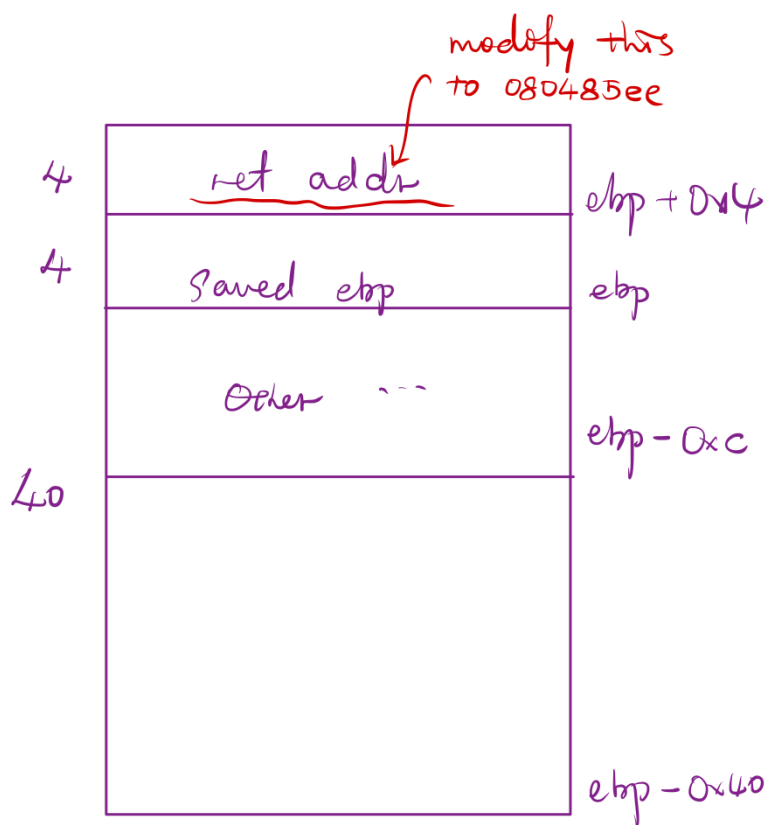 modofy this
to 080485ee
4 ret addr ebp + 0x4
4 Saved ebp ebp
Other ...
ebp - 0xc
40
ebp - 0x40